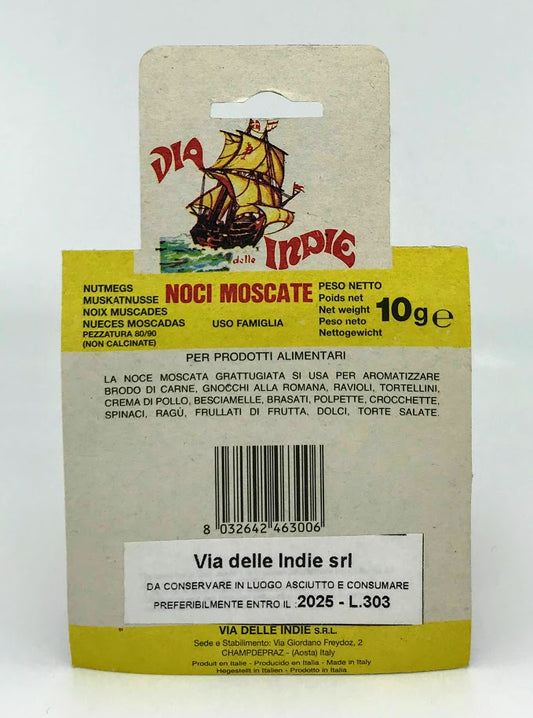 VIA
delle INDIE
NUTMEGS
MUSKATNUSSE
NOIX MUSCADES
NUECES MOSCADAS
PEZZATURA 80/90
(NON CALCINATE)
NOCI MOSCATE
USO FAMIGLIA
PESO NETTO
Poids net
Net weight
Peso neto
Nettogewicht
10g e
PER PRODOTTI ALIMENTARI
LA NOCE MOSCATA GRATTUGIATA SI USA PER AROMATIZZARE
BRODO DI CARNE, GNOCCHI ALLA ROMANA, RAVIOLI, TORTELLINI,
CREMA DI POLLO, BESCIAMELLE, BRASATI, POLPETTE, CROCCHETTE,
SPINACI, RAGÚ, FRULLATI DI FRUTTA, DOLCI, TORTE SALATE.
8 032642 463006
Via delle Indie srl
DA CONSERVARE IN LUOGO ASCIUTTO E CONSUMARE
PREFERIBILMENTE ENTRO IL :2025 - L.303
VIA DELLE INDIE S.R.L.
Sede e Stabilimento: Via Giordano Freydoz, 2
CHAMPDEPRAZ - (Aosta) Italy
Produit en Italie - Producido en Italia - Made in Italy
Hegestellt in Italien - Prodotto in Italia